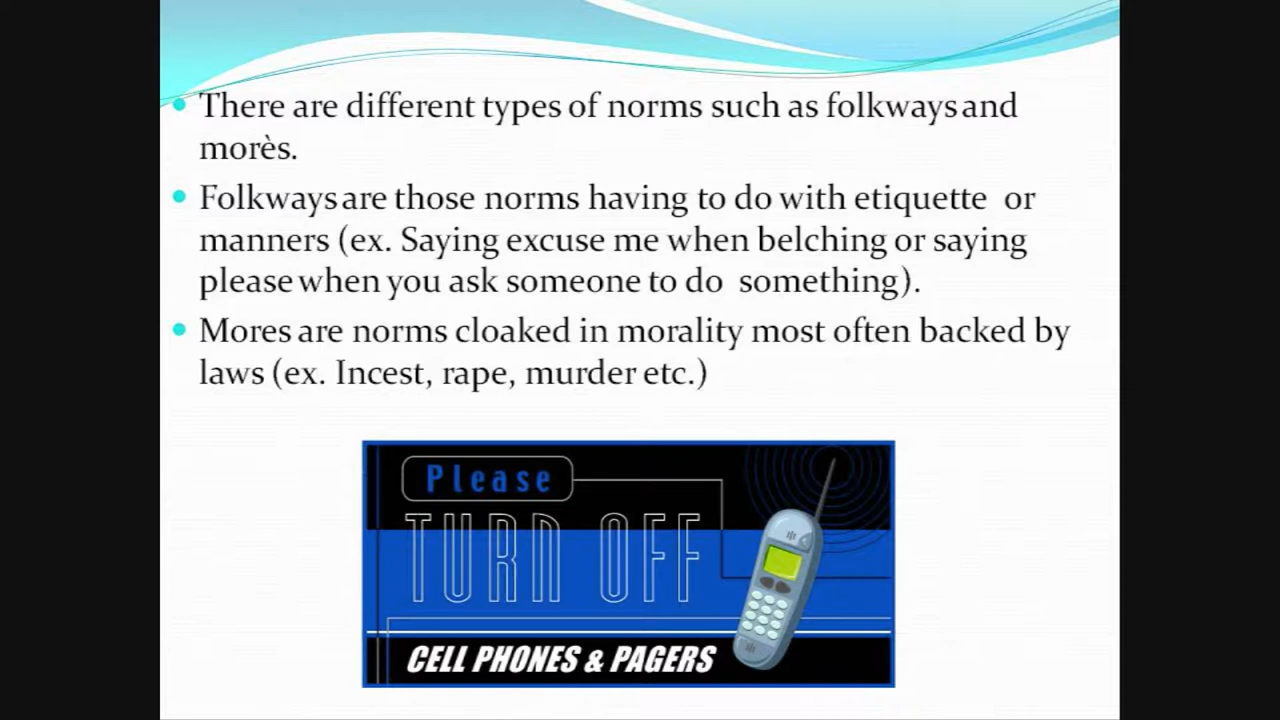 There are different types of norms such as folkways and
morès.
Folkways are those norms having to do with etiquette or
manners (ex. Saying excuse me when belching or saying
please when you ask someone to do something).
Mores are norms cloaked in morality most often backed by
laws (ex. Incest, rape, murder etc.)
Please
TURN OFF
CELL PHONES & PAGERS